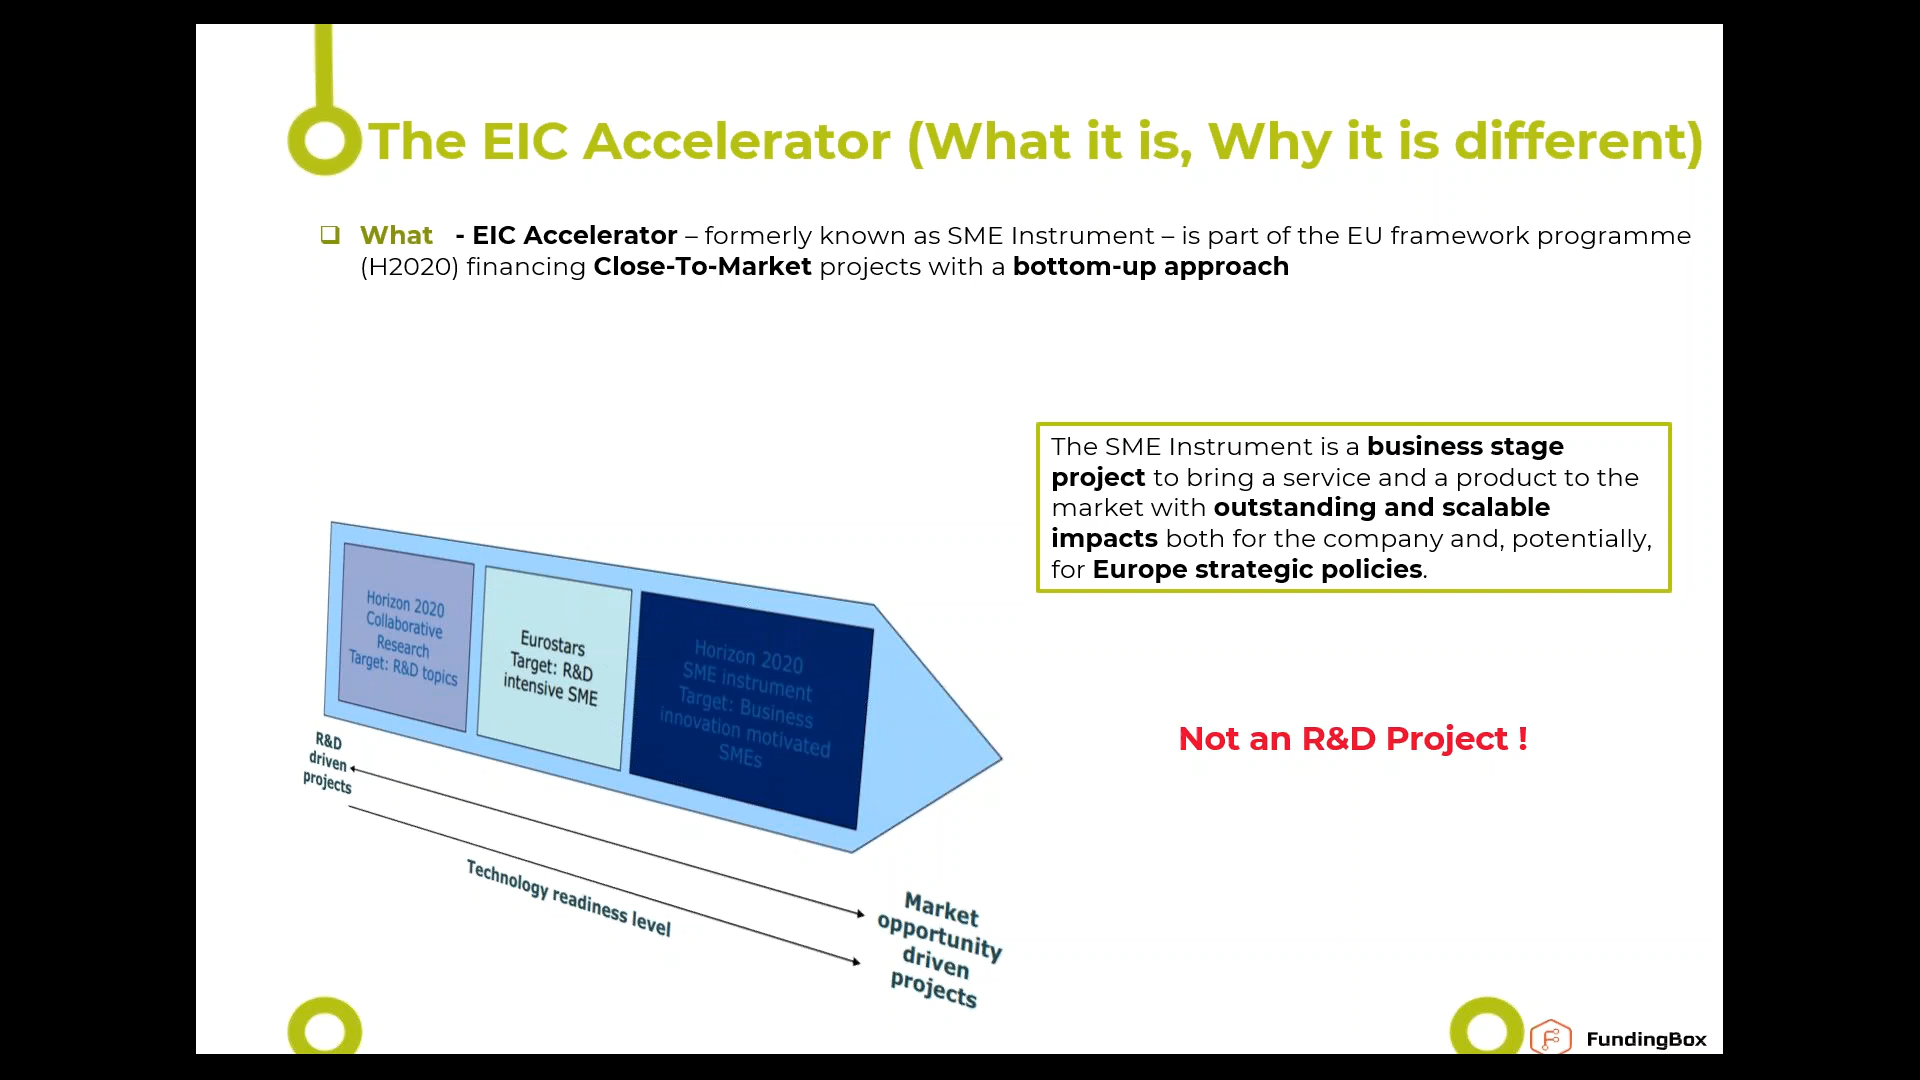 The EIC Accelerator (What it is, Why it is different)
❑ What - EIC Accelerator – formerly known as SME Instrument – is part of the EU framework programme
(H2020) financing Close-To-Market projects with a bottom-up approach
The SME Instrument is a business stage
project to bring a service and a product to the
market with outstanding and scalable
impacts both for the company and, potentially,
for Europe strategic policies.
Horizon 2020
Collaborative
Research
Target: R&D topics
Eurostars
Target: R&D
intensive SME
Horizon 2020
SME instrument
Target: Business
innovation motivated
SMEs
Not an R&D Project !
R&D
driven
projects
Technology readiness level
Market
opportunity
driven
projects
FundingBox